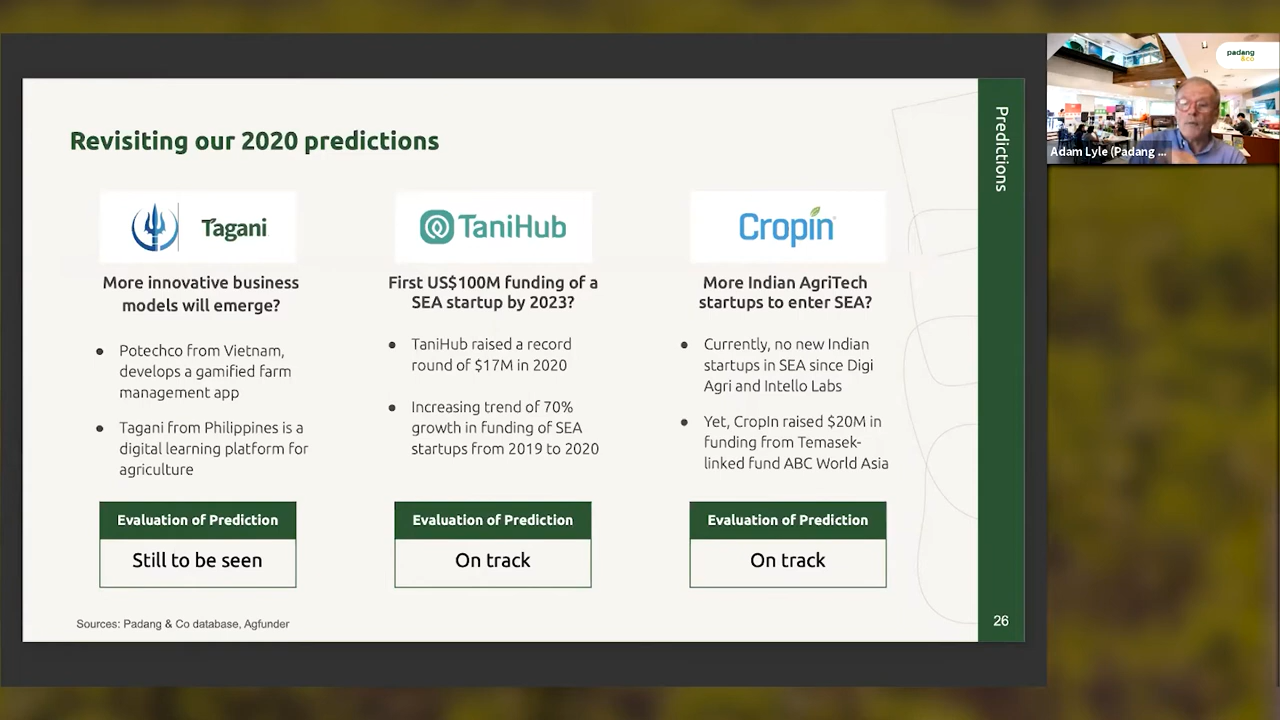 Revisiting our 2020 predictions
Tagani
More innovative business
models will emerge?
● Potechco from Vietnam,
develops a gamified farm
management app
● Tagani from Philippines is a
digital learning platform for
agriculture
Evaluation of Prediction
Still to be seen
TaniHub
First US$100M funding of a
SEA startup by 2023?
● TaniHub raised a record
round of $17M in 2020
● Increasing trend of 70%
growth in funding of SEA
startups from 2019 to 2020
Evaluation of Prediction
On track
Cropin
More Indian AgriTech
startups to enter SEA?
● Currently, no new Indian
startups in SEA since Digi
Agri and Intello Labs
● Yet, CropIn raised $20M in
funding from Temasek-
linked fund ABC World Asia
Evaluation of Prediction
On track
Sources: Padang & Co database, Agfunder
Predictions
26
padang
&co
Adam Lyle (Padang ...